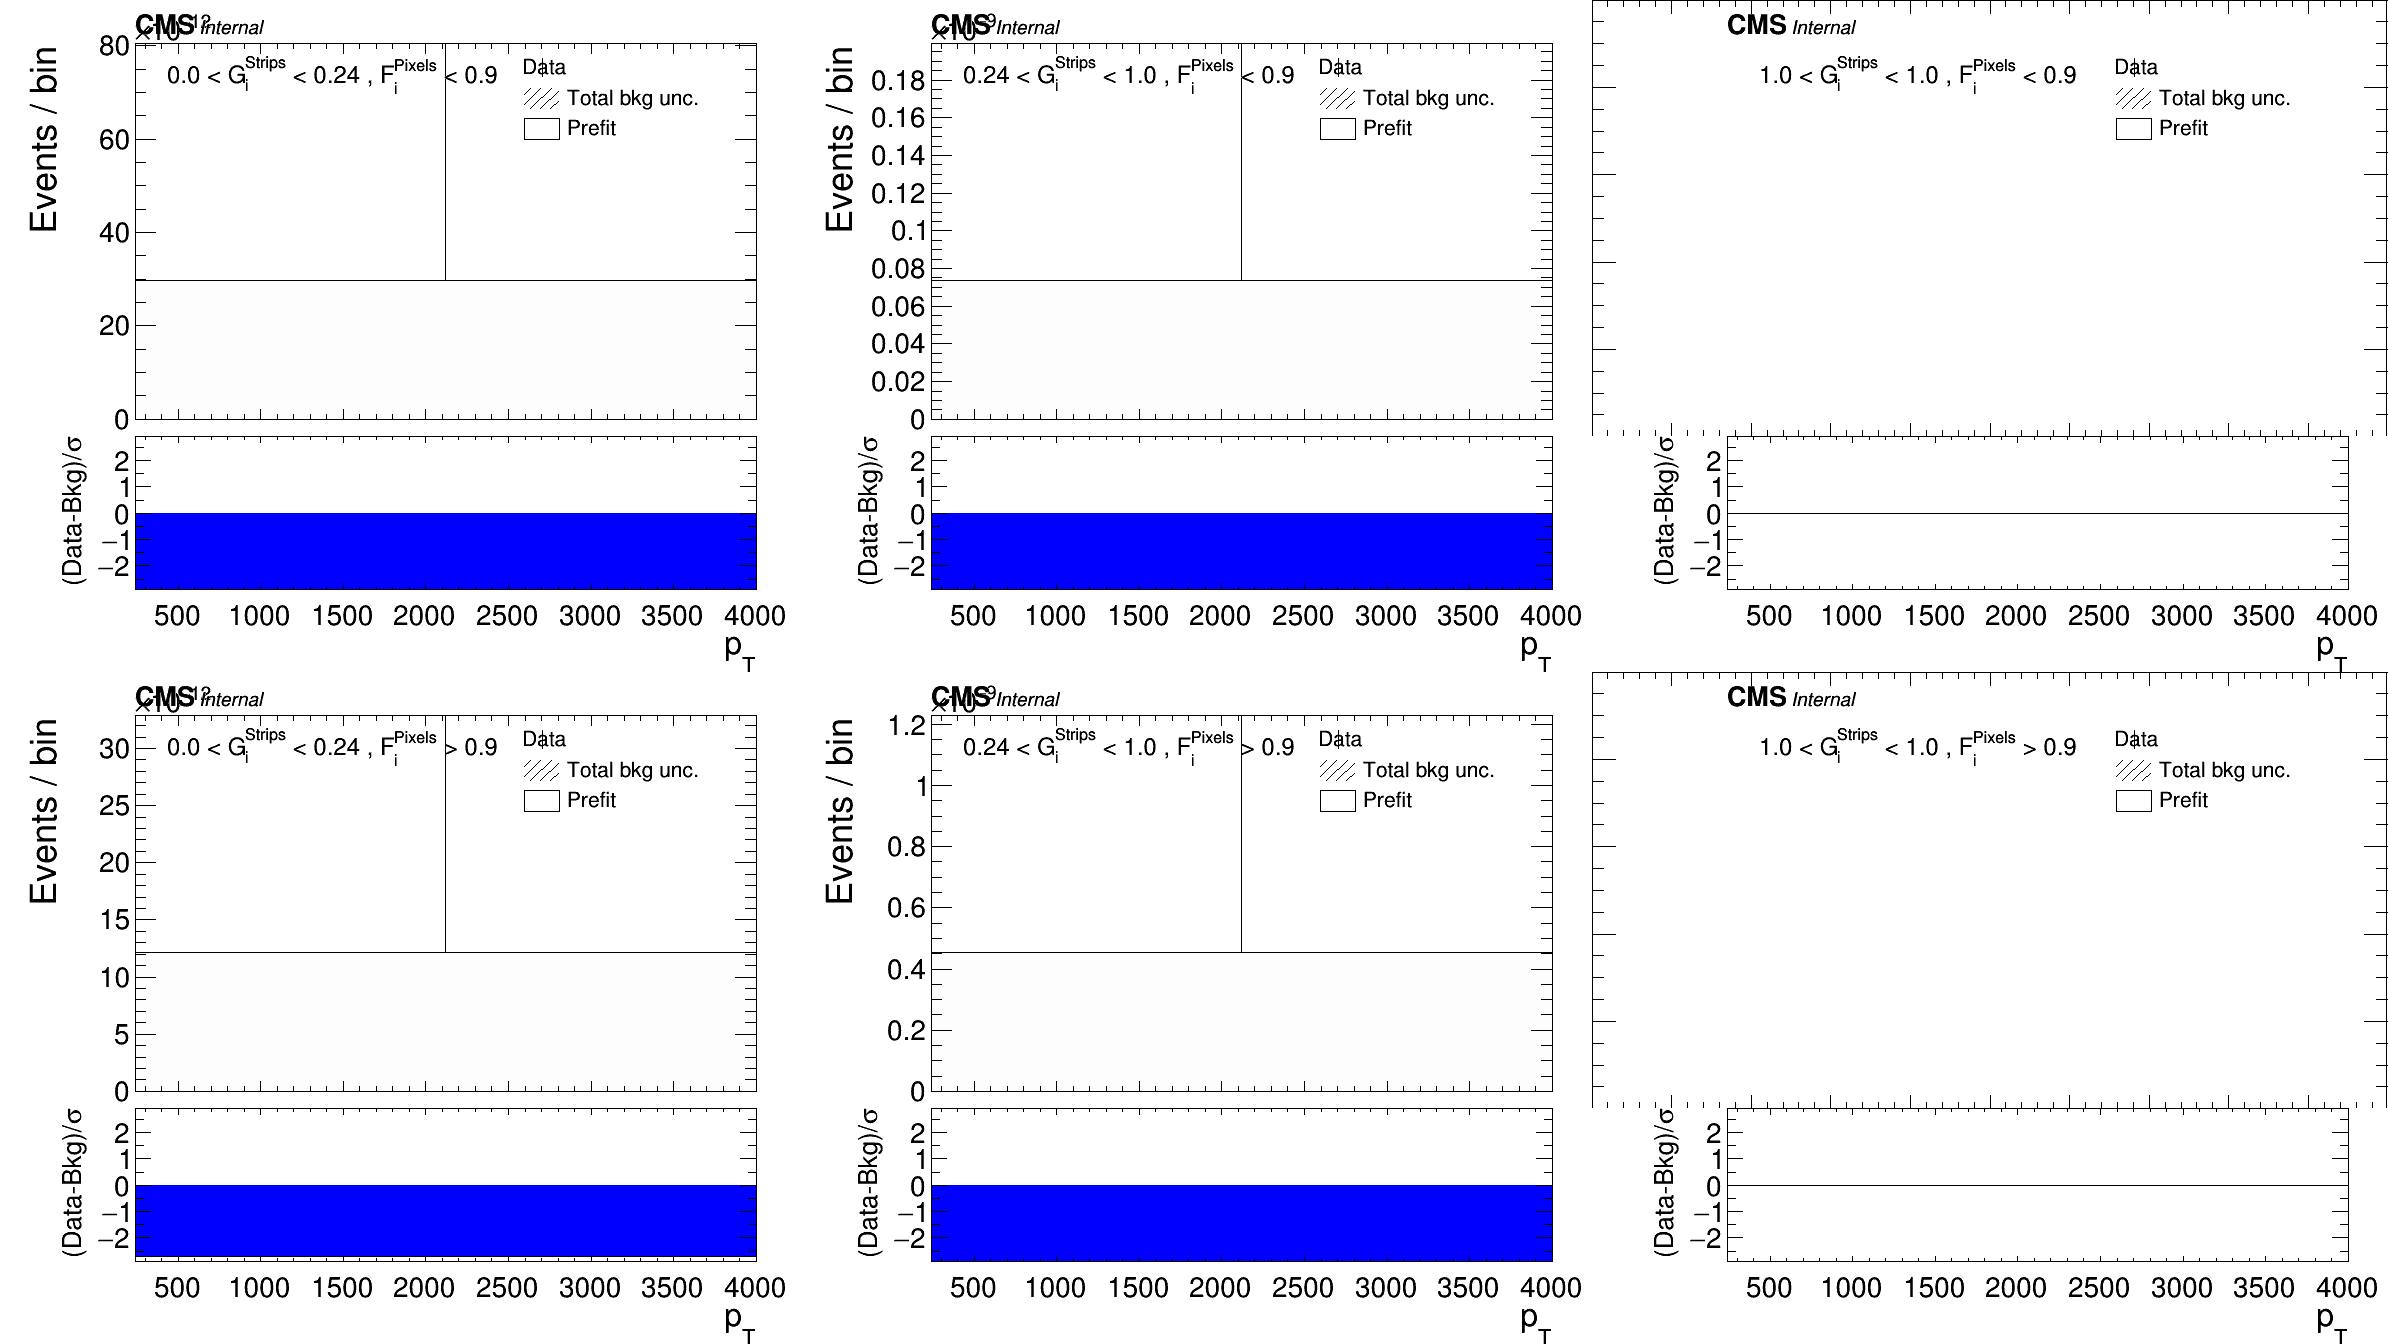 CMS Internal
Events / bin
0.0 < G_i^Strips < 0.24 , F_i^Pixels < 0.9
Data
Total bkg unc.
Prefit
80
60
40
20
0
(Data-Bkg)/σ
2
1
0
−1
−2
500 1000 1500 2000 2500 3000 3500 4000
p_T
CMS Internal
Events / bin
0.24 < G_i^Strips < 1.0 , F_i^Pixels < 0.9
Data
Total bkg unc.
Prefit
0.18
0.16
0.14
0.12
0.1
0.08
0.06
0.04
0.02
0
(Data-Bkg)/σ
2
1
0
−1
−2
500 1000 1500 2000 2500 3000 3500 4000
p_T
CMS Internal
1.0 < G_i^Strips < 1.0 , F_i^Pixels < 0.9
Data
Total bkg unc.
Prefit
(Data-Bkg)/σ
2
1
0
−1
−2
500 1000 1500 2000 2500 3000 3500 4000
p_T
CMS Internal
Events / bin
0.0 < G_i^Strips < 0.24 , F_i^Pixels > 0.9
Data
Total bkg unc.
Prefit
30
25
20
15
10
5
0
(Data-Bkg)/σ
2
1
0
−1
−2
500 1000 1500 2000 2500 3000 3500 4000
p_T
CMS Internal
Events / bin
0.24 < G_i^Strips < 1.0 , F_i^Pixels > 0.9
Data
Total bkg unc.
Prefit
1.2
1
0.8
0.6
0.4
0.2
0
(Data-Bkg)/σ
2
1
0
−1
−2
500 1000 1500 2000 2500 3000 3500 4000
p_T
CMS Internal
1.0 < G_i^Strips < 1.0 , F_i^Pixels > 0.9
Data
Total bkg unc.
Prefit
(Data-Bkg)/σ
2
1
0
−1
−2
500 1000 1500 2000 2500 3000 3500 4000
p_T